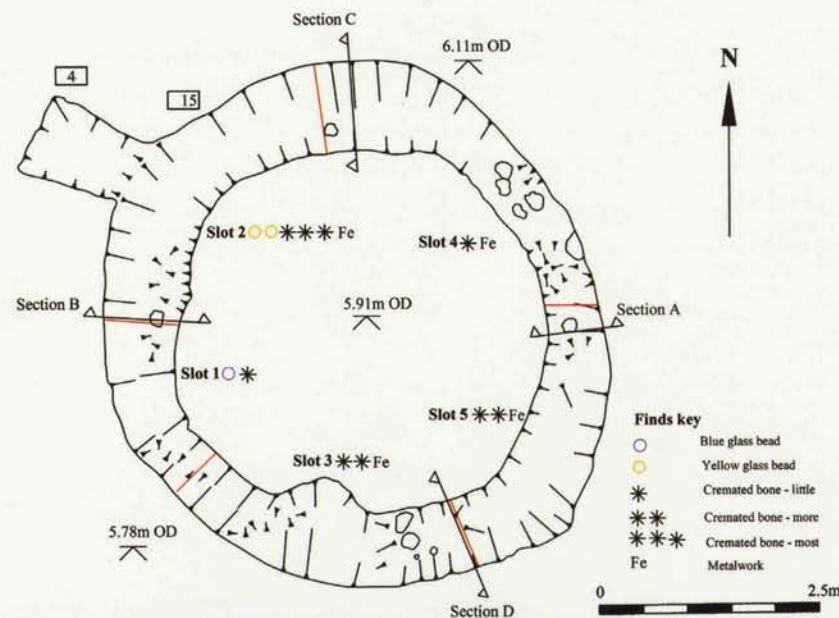 Section C
6.11m OD
N
4
15
Slot 2 Fe
Slot 4 Fe
Section B
5.91m OD
Section A
Slot 1
Slot 5 Fe
Slot 3 Fe
5.78m OD
Section D
Finds key
Blue glass bead
Yellow glass bead
Cremated bone - little
Cremated bone - more
Cremated bone - most
Fe Metalwork
0 2.5m